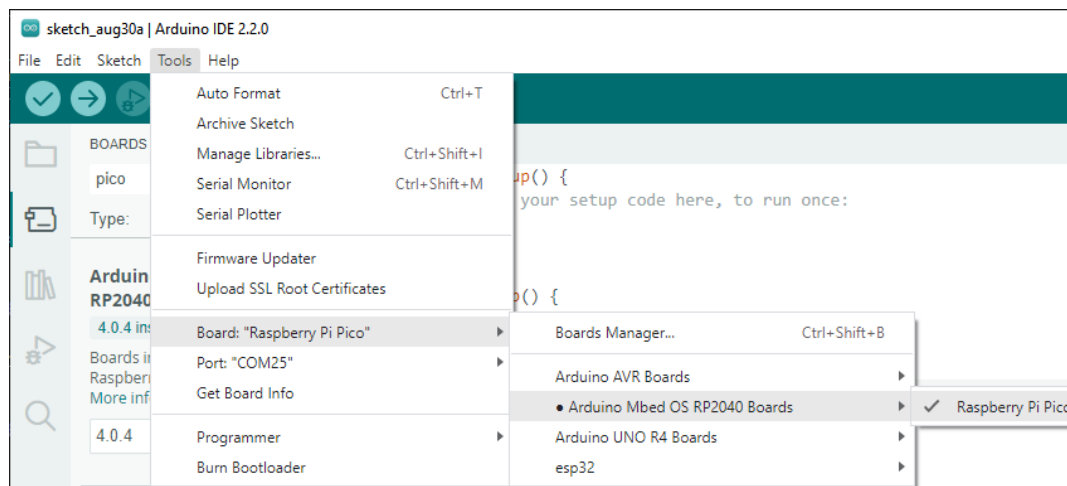 sketch_aug30a | Arduino IDE 2.2.0
File Edit Sketch Tools Help
BOARDS
pico
Type:
Arduin
RP2040
4.0.4 ins
Boards in
Raspberr
More inf
4.0.4
Auto Format Ctrl+T
Archive Sketch
Manage Libraries... Ctrl+Shift+I
Serial Monitor Ctrl+Shift+M
Serial Plotter
Firmware Updater
Upload SSL Root Certificates
Board: "Raspberry Pi Pico"
Port: "COM25"
Get Board Info
Programmer
Burn Bootloader
up() {
your setup code here, to run once:
() {
Boards Manager... Ctrl+Shift+B
Arduino AVR Boards
● Arduino Mbed OS RP2040 Boards
Arduino UNO R4 Boards
esp32
✓ Raspberry Pi Pico